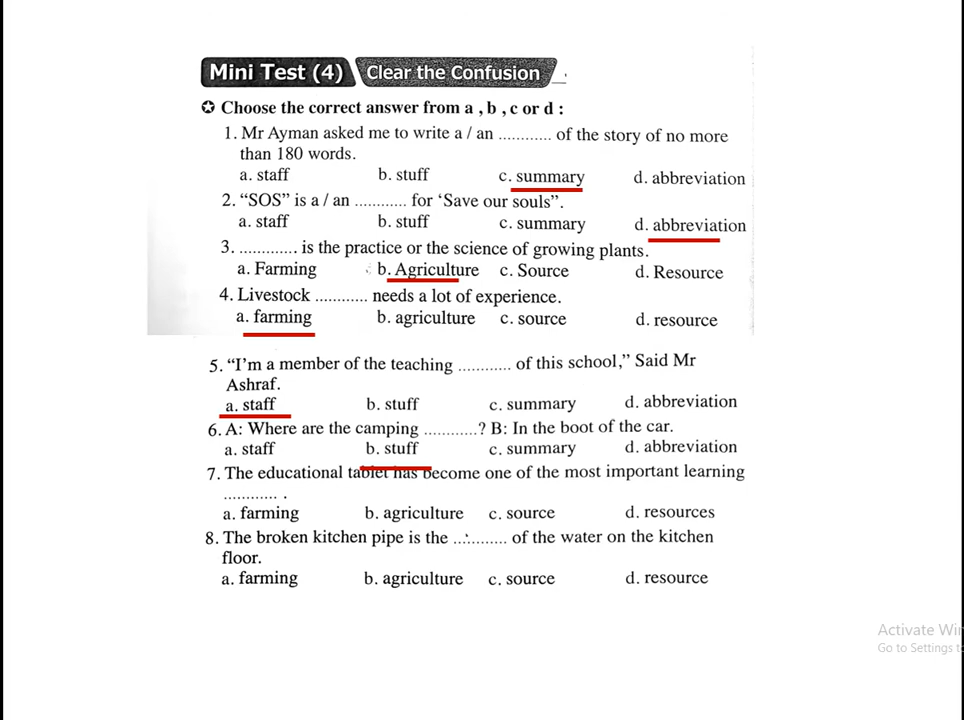 Mini Test (4) Clear the Confusion
✪ Choose the correct answer from a , b , c or d :
1. Mr Ayman asked me to write a / an ............ of the story of no more
than 180 words.
a. staff b. stuff c. summary d. abbreviation
2. “SOS” is a / an ............ for ‘Save our souls”.
a. staff b. stuff c. summary d. abbreviation
3. ............. is the practice or the science of growing plants.
a. Farming b. Agriculture c. Source d. Resource
4. Livestock ............ needs a lot of experience.
a. farming b. agriculture c. source d. resource
5. “I’m a member of the teaching ............ of this school,” Said Mr
Ashraf.
a. staff b. stuff c. summary d. abbreviation
6. A: Where are the camping ............? B: In the boot of the car.
a. staff b. stuff c. summary d. abbreviation
7. The educational tablet has become one of the most important learning
............ .
a. farming b. agriculture c. source d. resources
8. The broken kitchen pipe is the ............ of the water on the kitchen
floor.
a. farming b. agriculture c. source d. resource
Activate Win
Go to Settings t